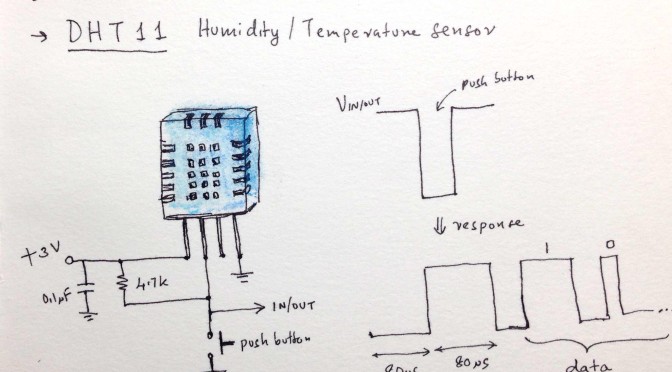 → DHT11 Humidity/Temperature sensor
push button
VIN/OUT
⇓ response
+3V
1 0
0.1µF
4.7k
IN/OUT
push button
80µs 80µs
data
...